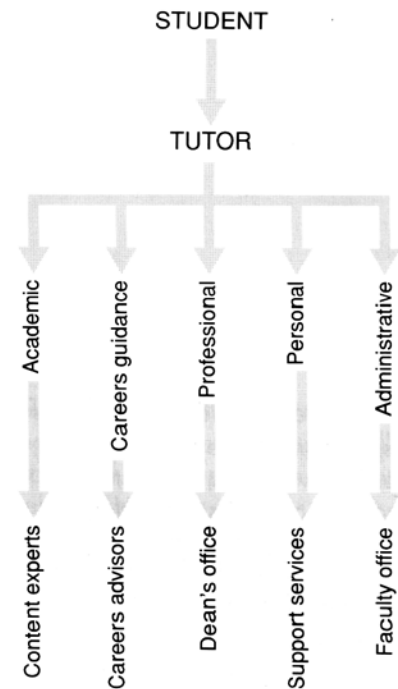 STUDENT
TUTOR
Academic
Careers guidance
Professional
Personal
Administrative
Content experts
Careers advisors
Dean's office
Support services
Faculty office